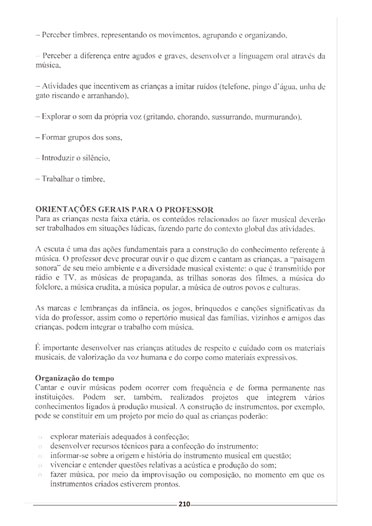 – Perceber timbres, representando os movimentos, agrupando e organizando,
– Perceber a diferença entre agudos e graves, desenvolver a linguagem oral através da
música,
– Atividades que incentivem as crianças a imitar ruídos (telefone, pingo d'água, unha de
gato riscando e arranhando),
– Explorar o som da própria voz (gritando, chorando, sussurrando, murmurando),
– Formar grupos dos sons,
– Introduzir o silêncio,
– Trabalhar o timbre,
ORIENTAÇÕES GERAIS PARA O PROFESSOR
Para as crianças nesta faixa etária, os conteúdos relacionados ao fazer musical deverão
ser trabalhados em situações lúdicas, fazendo parte do contexto global das atividades.
A escuta é uma das ações fundamentais para a construção do conhecimento referente à
música. O professor deve procurar ouvir o que dizem e cantam as crianças, a "paisagem
sonora" de seu meio ambiente e a diversidade musical existente: o que é transmitido por
rádio e TV, as músicas de propaganda, as trilhas sonoras dos filmes, a música do
folclore, a música erudita, a música popular, a música de outros povos e culturas.
As marcas e lembranças da infância, os jogos, brinquedos e canções significativas da
vida do professor, assim como o repertório musical das famílias, vizinhos e amigos das
crianças, podem integrar o trabalho com música.
É importante desenvolver nas crianças atitudes de respeito e cuidado com os materiais
musicais, de valorização da voz humana e do corpo como materiais expressivos.
Organização do tempo
Cantar e ouvir músicas podem ocorrer com frequência e de forma permanente nas
instituições. Podem ser, também, realizados projetos que integrem vários
conhecimentos ligados à produção musical. A construção de instrumentos, por exemplo,
pode se constituir em um projeto por meio do qual as crianças poderão:
○ explorar materiais adequados à confecção;
○ desenvolver recursos técnicos para a confecção do instrumento;
○ informar-se sobre a origem e história do instrumento musical em questão;
○ vivenciar e entender questões relativas a acústica e produção do som;
○ fazer música, por meio da improvisação ou composição, no momento em que os
instrumentos criados estiverem prontos.
210